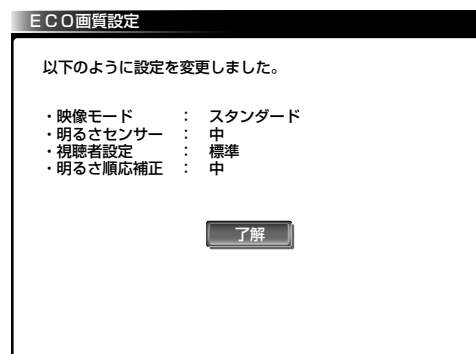 ＥＣＯ画質設定
以下のように設定を変更しました。
・映像モード　：　スタンダード
・明るさセンサー　：　中
・視聴者設定　：　標準
・明るさ順応補正　：　中
了解